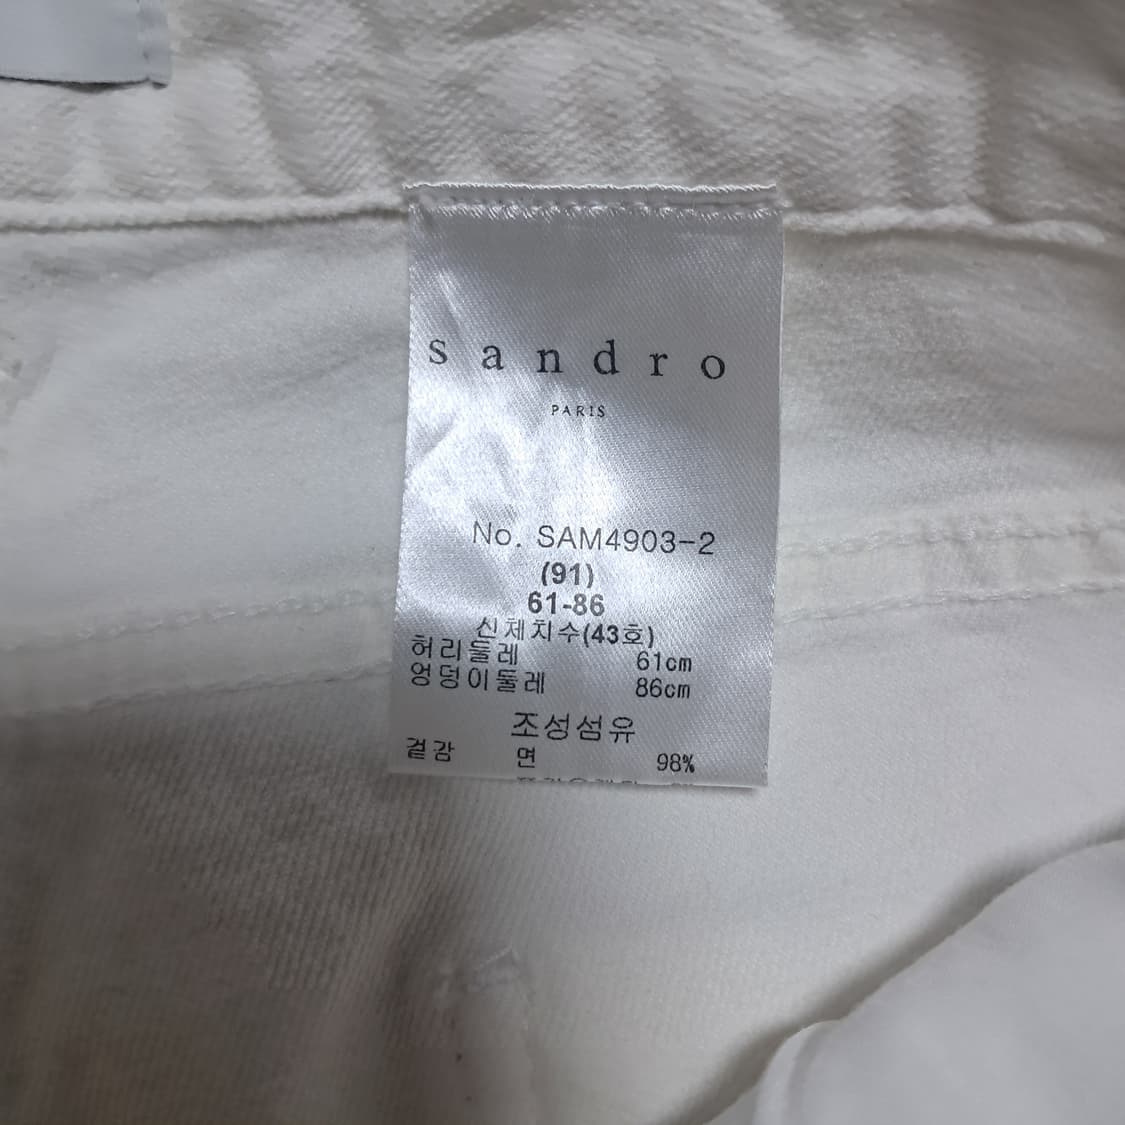 sandro
PARIS
No. SAM4903-2
(91)
61-86
신체치수(43호)
허리둘레 61cm
엉덩이둘레 86cm
조성섬유
겉감 면 98%